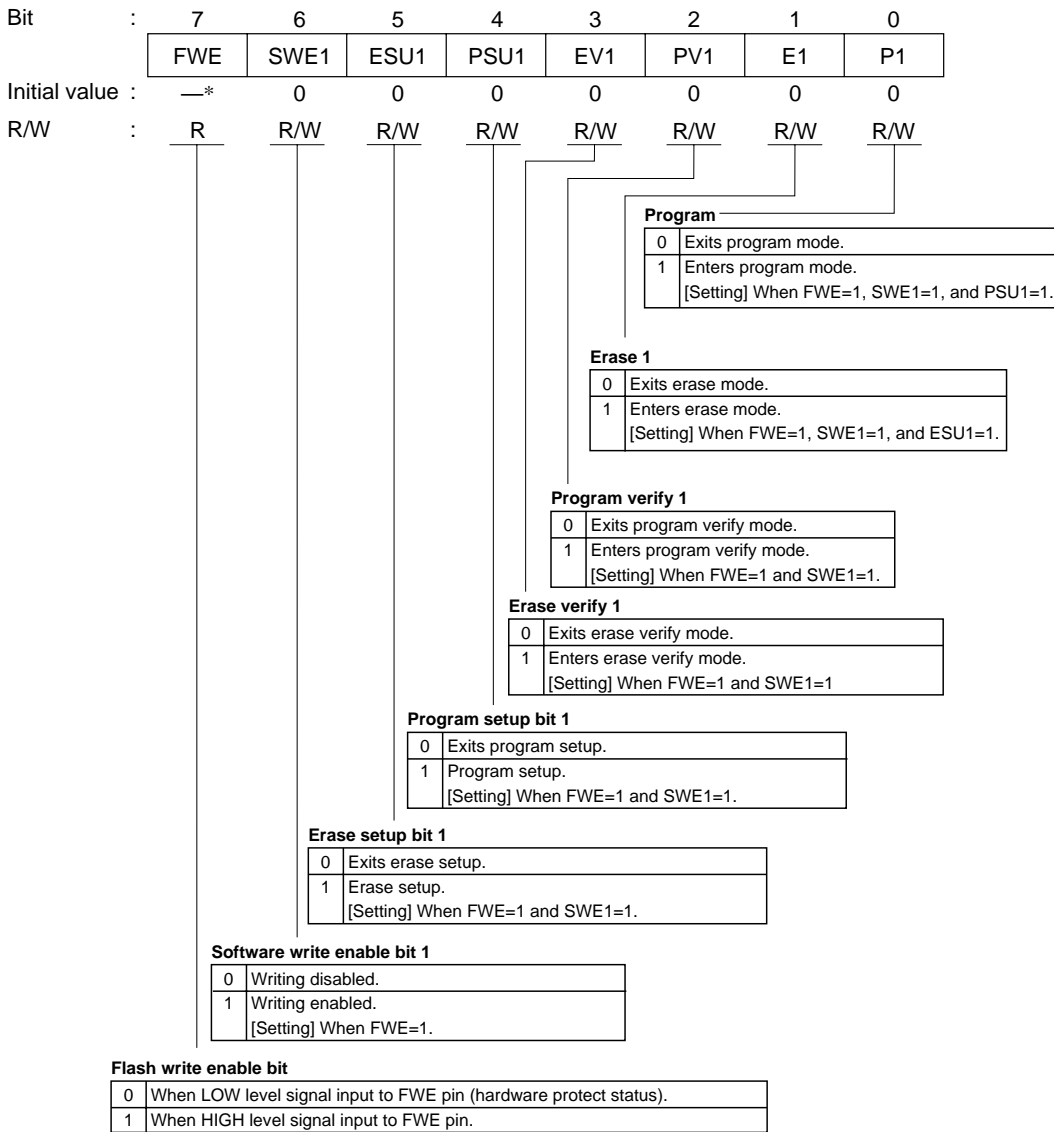 Bit : 7 6 5 4 3 2 1 0
FWE SWE1 ESU1 PSU1 EV1 PV1 E1 P1
Initial value : —* 0 0 0 0 0 0 0
R/W : R R/W R/W R/W R/W R/W R/W R/W
Program
0 Exits program mode.
1 Enters program mode.
[Setting] When FWE=1, SWE1=1, and PSU1=1.
Erase 1
0 Exits erase mode.
1 Enters erase mode.
[Setting] When FWE=1, SWE1=1, and ESU1=1.
Program verify 1
0 Exits program verify mode.
1 Enters program verify mode.
[Setting] When FWE=1 and SWE1=1.
Erase verify 1
0 Exits erase verify mode.
1 Enters erase verify mode.
[Setting] When FWE=1 and SWE1=1
Program setup bit 1
0 Exits program setup.
1 Program setup.
[Setting] When FWE=1 and SWE1=1.
Erase setup bit 1
0 Exits erase setup.
1 Erase setup.
[Setting] When FWE=1 and SWE1=1.
Software write enable bit 1
0 Writing disabled.
1 Writing enabled.
[Setting] When FWE=1.
Flash write enable bit
0 When LOW level signal input to FWE pin (hardware protect status).
1 When HIGH level signal input to FWE pin.